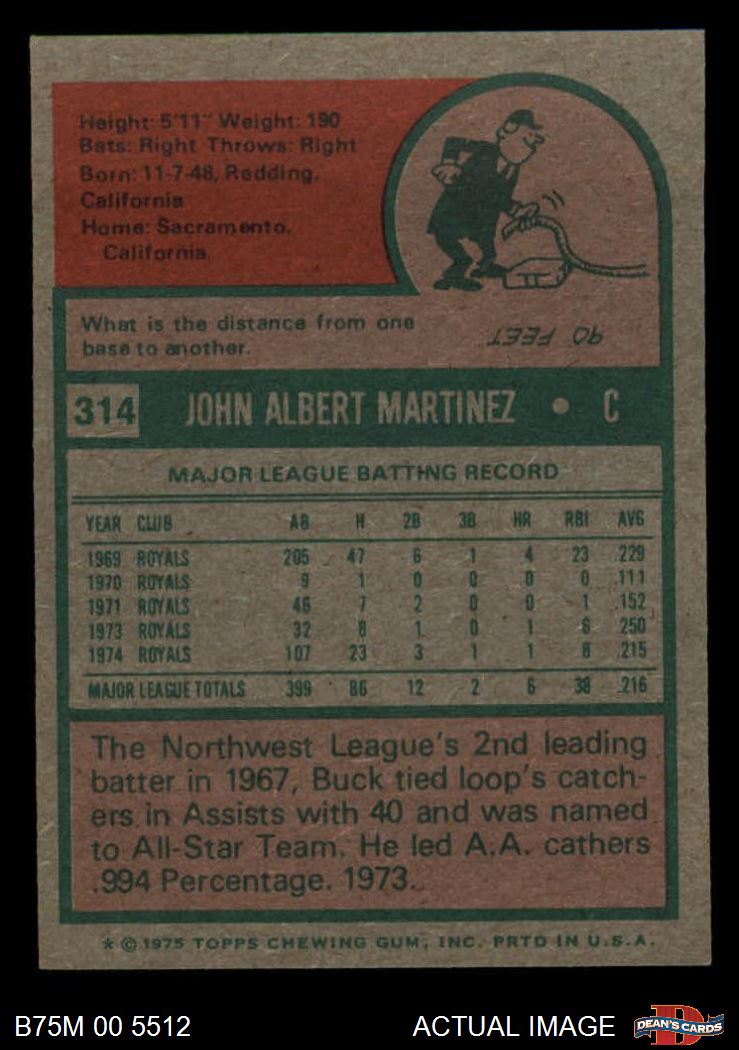 Height: 5'11" Weight: 190
Bats: Right Throws: Right
Born: 11-7-48, Redding,
California
Home: Sacramento,
California
What is the distance from one
base to another.
90 FEET
314 JOHN ALBERT MARTINEZ • C
MAJOR LEAGUE BATTING RECORD
YEAR CLUB AB H 2B 3B HR RBI AVG
1969 ROYALS 205 47 6 1 4 23 .229
1970 ROYALS 9 1 0 0 0 0 .111
1971 ROYALS 46 7 2 0 0 1 .152
1973 ROYALS 32 8 1 0 1 6 .250
1974 ROYALS 107 23 3 1 1 8 .215
MAJOR LEAGUE TOTALS 399 86 12 2 6 38 .216
The Northwest League's 2nd leading
batter in 1967, Buck tied loop's catch-
ers in Assists with 40 and was named
to All-Star Team. He led A.A. cathers
.994 Percentage. 1973.
* © 1975 TOPPS CHEWING GUM, INC. PRTD IN U.S.A.
B75M 00 5512 ACTUAL IMAGE D DEAN'S CARDS